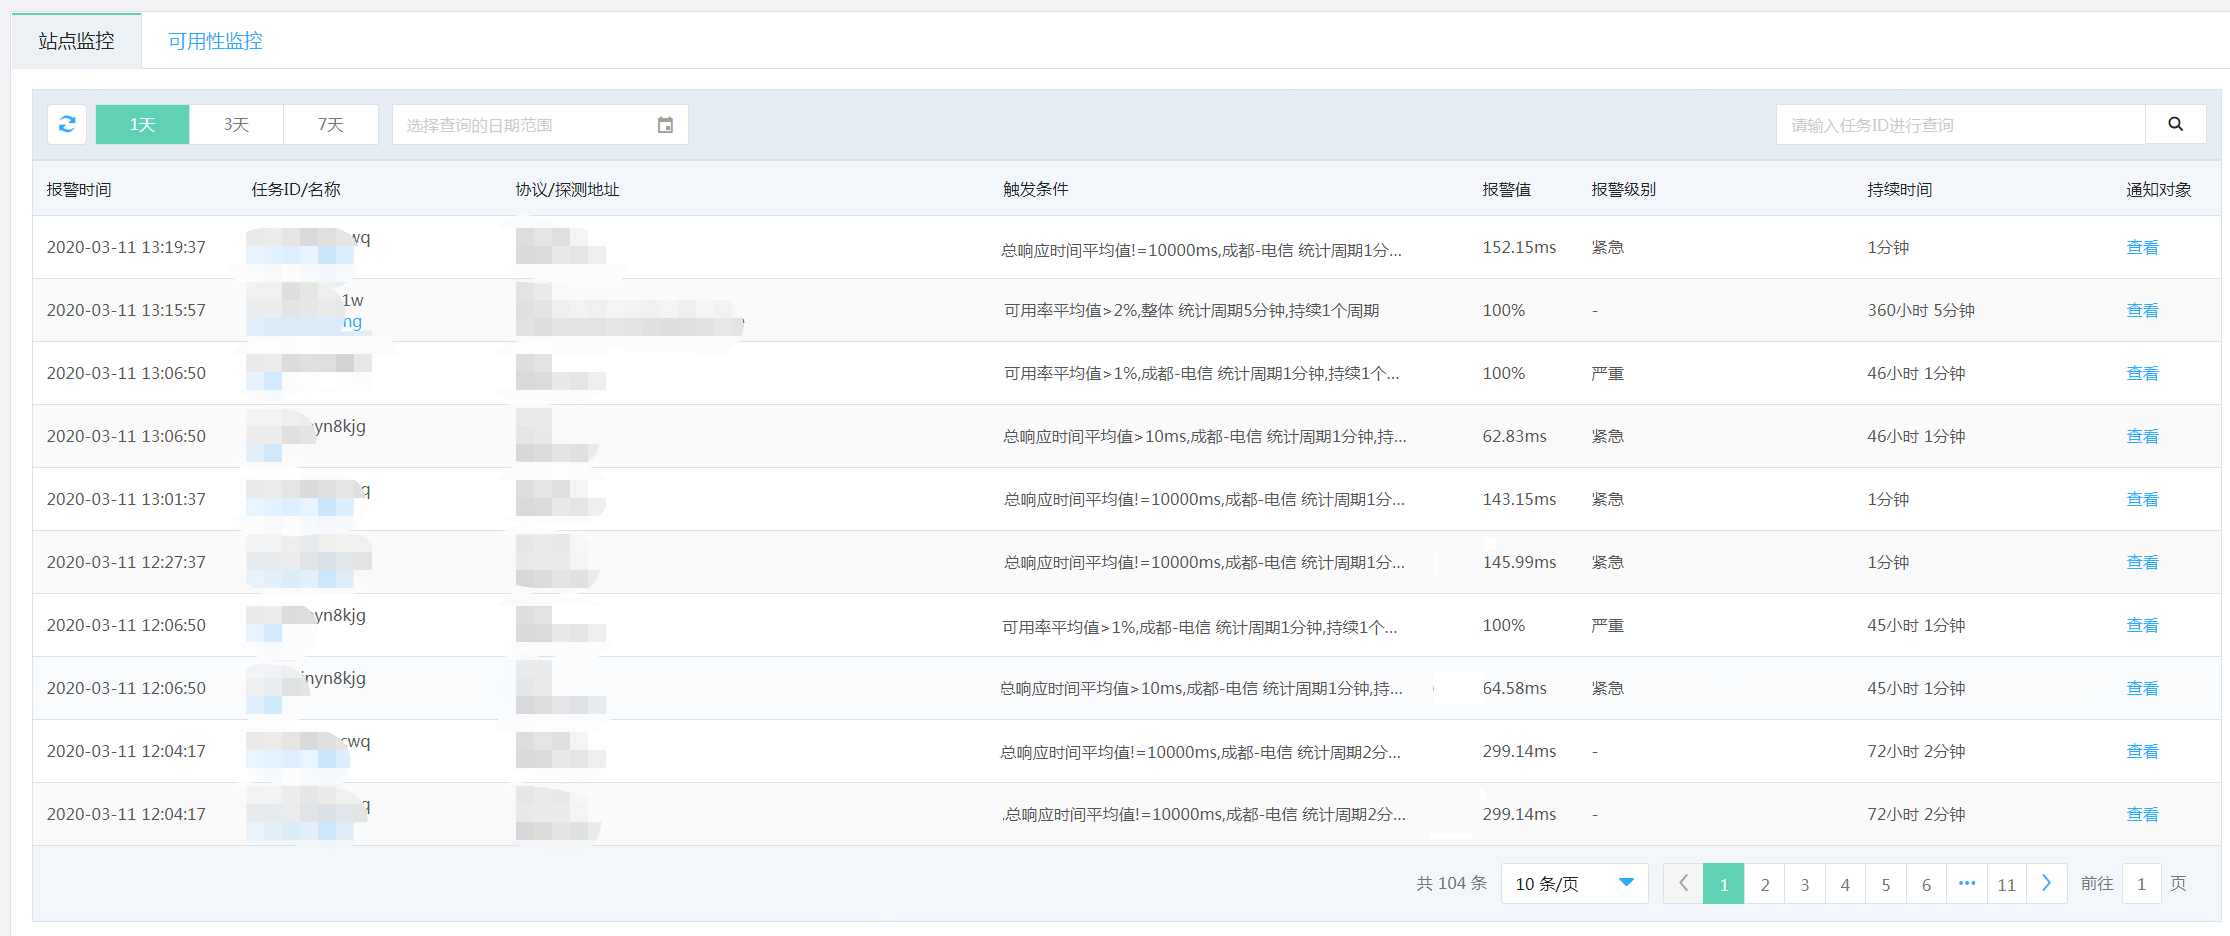 站点监控 可用性监控
1天 3天 7天 选择查询的日期范围 请输入任务ID进行查询
报警时间 任务ID/名称 协议/探测地址 触发条件 报警值 报警级别 持续时间 通知对象
2020-03-11 13:19:37 wq 总响应时间平均值!=10000ms,成都-电信 统计周期1分... 152.15ms 紧急 1分钟 查看
2020-03-11 13:15:57 1w 可用率平均值>2%,整体 统计周期5分钟,持续1个周期 100% - 360小时 5分钟 查看
ng
2020-03-11 13:06:50 可用率平均值>1%,成都-电信 统计周期1分钟,持续1个... 100% 严重 46小时 1分钟 查看
2020-03-11 13:06:50 yn8kjg 总响应时间平均值>10ms,成都-电信 统计周期1分钟,持... 62.83ms 紧急 46小时 1分钟 查看
2020-03-11 13:01:37 q 总响应时间平均值!=10000ms,成都-电信 统计周期1分... 143.15ms 紧急 1分钟 查看
2020-03-11 12:27:37 总响应时间平均值!=10000ms,成都-电信 统计周期1分... 145.99ms 紧急 1分钟 查看
2020-03-11 12:06:50 nyn8kjg 可用率平均值>1%,成都-电信 统计周期1分钟,持续1个... 100% 严重 45小时 1分钟 查看
2020-03-11 12:06:50 nyn8kjg 总响应时间平均值>10ms,成都-电信 统计周期1分钟,持... 64.58ms 紧急 45小时 1分钟 查看
2020-03-11 12:04:17 cwq 总响应时间平均值!=10000ms,成都-电信 统计周期2分... 299.14ms - 72小时 2分钟 查看
2020-03-11 12:04:17 q ,总响应时间平均值!=10000ms,成都-电信 统计周期2分... 299.14ms - 72小时 2分钟 查看
共 104 条 10 条/页 1 2 3 4 5 6 ••• 11 前往 1 页